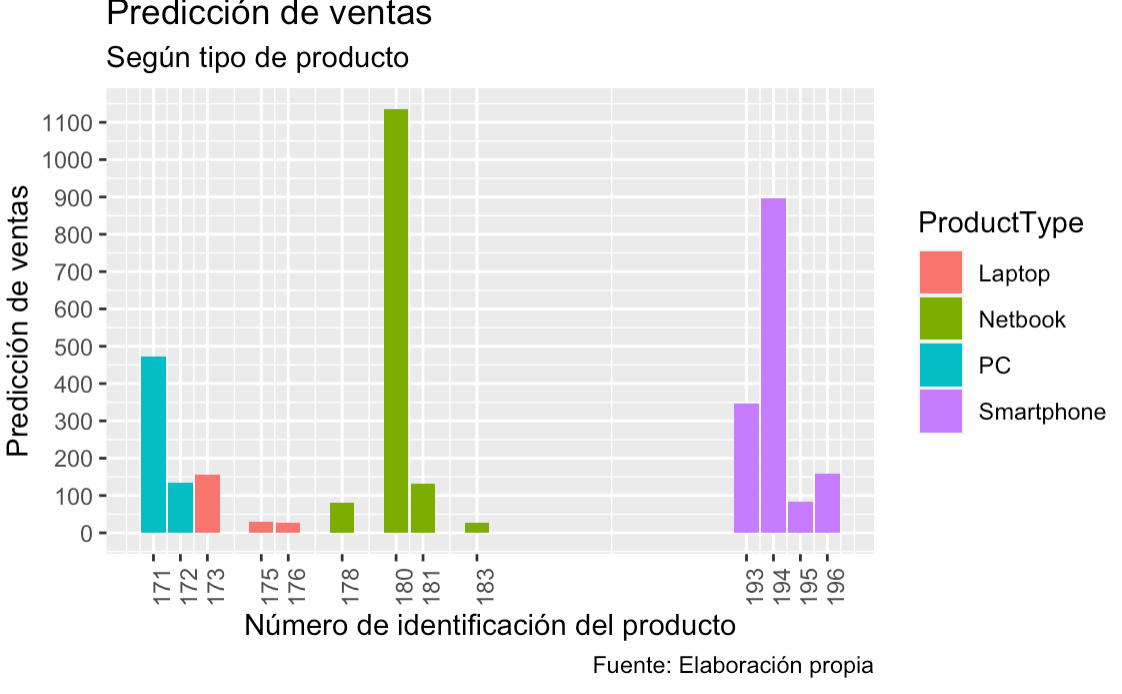 Predicción de ventas
Según tipo de producto
Predicción de ventas
1100
1000
900
800
700
600
500
400
300
200
100
0
171
172
173
175
176
178
180
181
183
193
194
195
196
Número de identificación del producto
Fuente: Elaboración propia
ProductType
Laptop
Netbook
PC
Smartphone